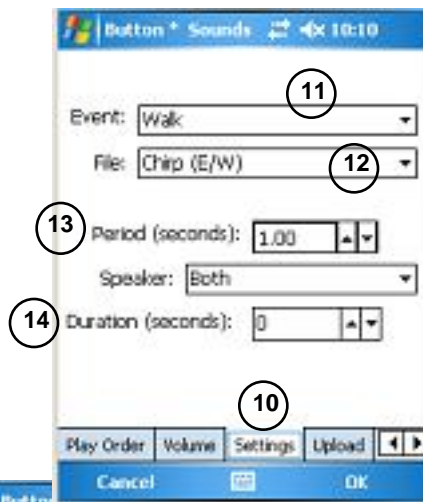 Button * Sounds 10:10
11
Event: Walk
File: Chirp (E/W)
12
13 Period (seconds): 1.00
Speaker: Both
14 Duration (seconds): 0
10
Play Order Volume Settings Upload
Cancel OK
Button